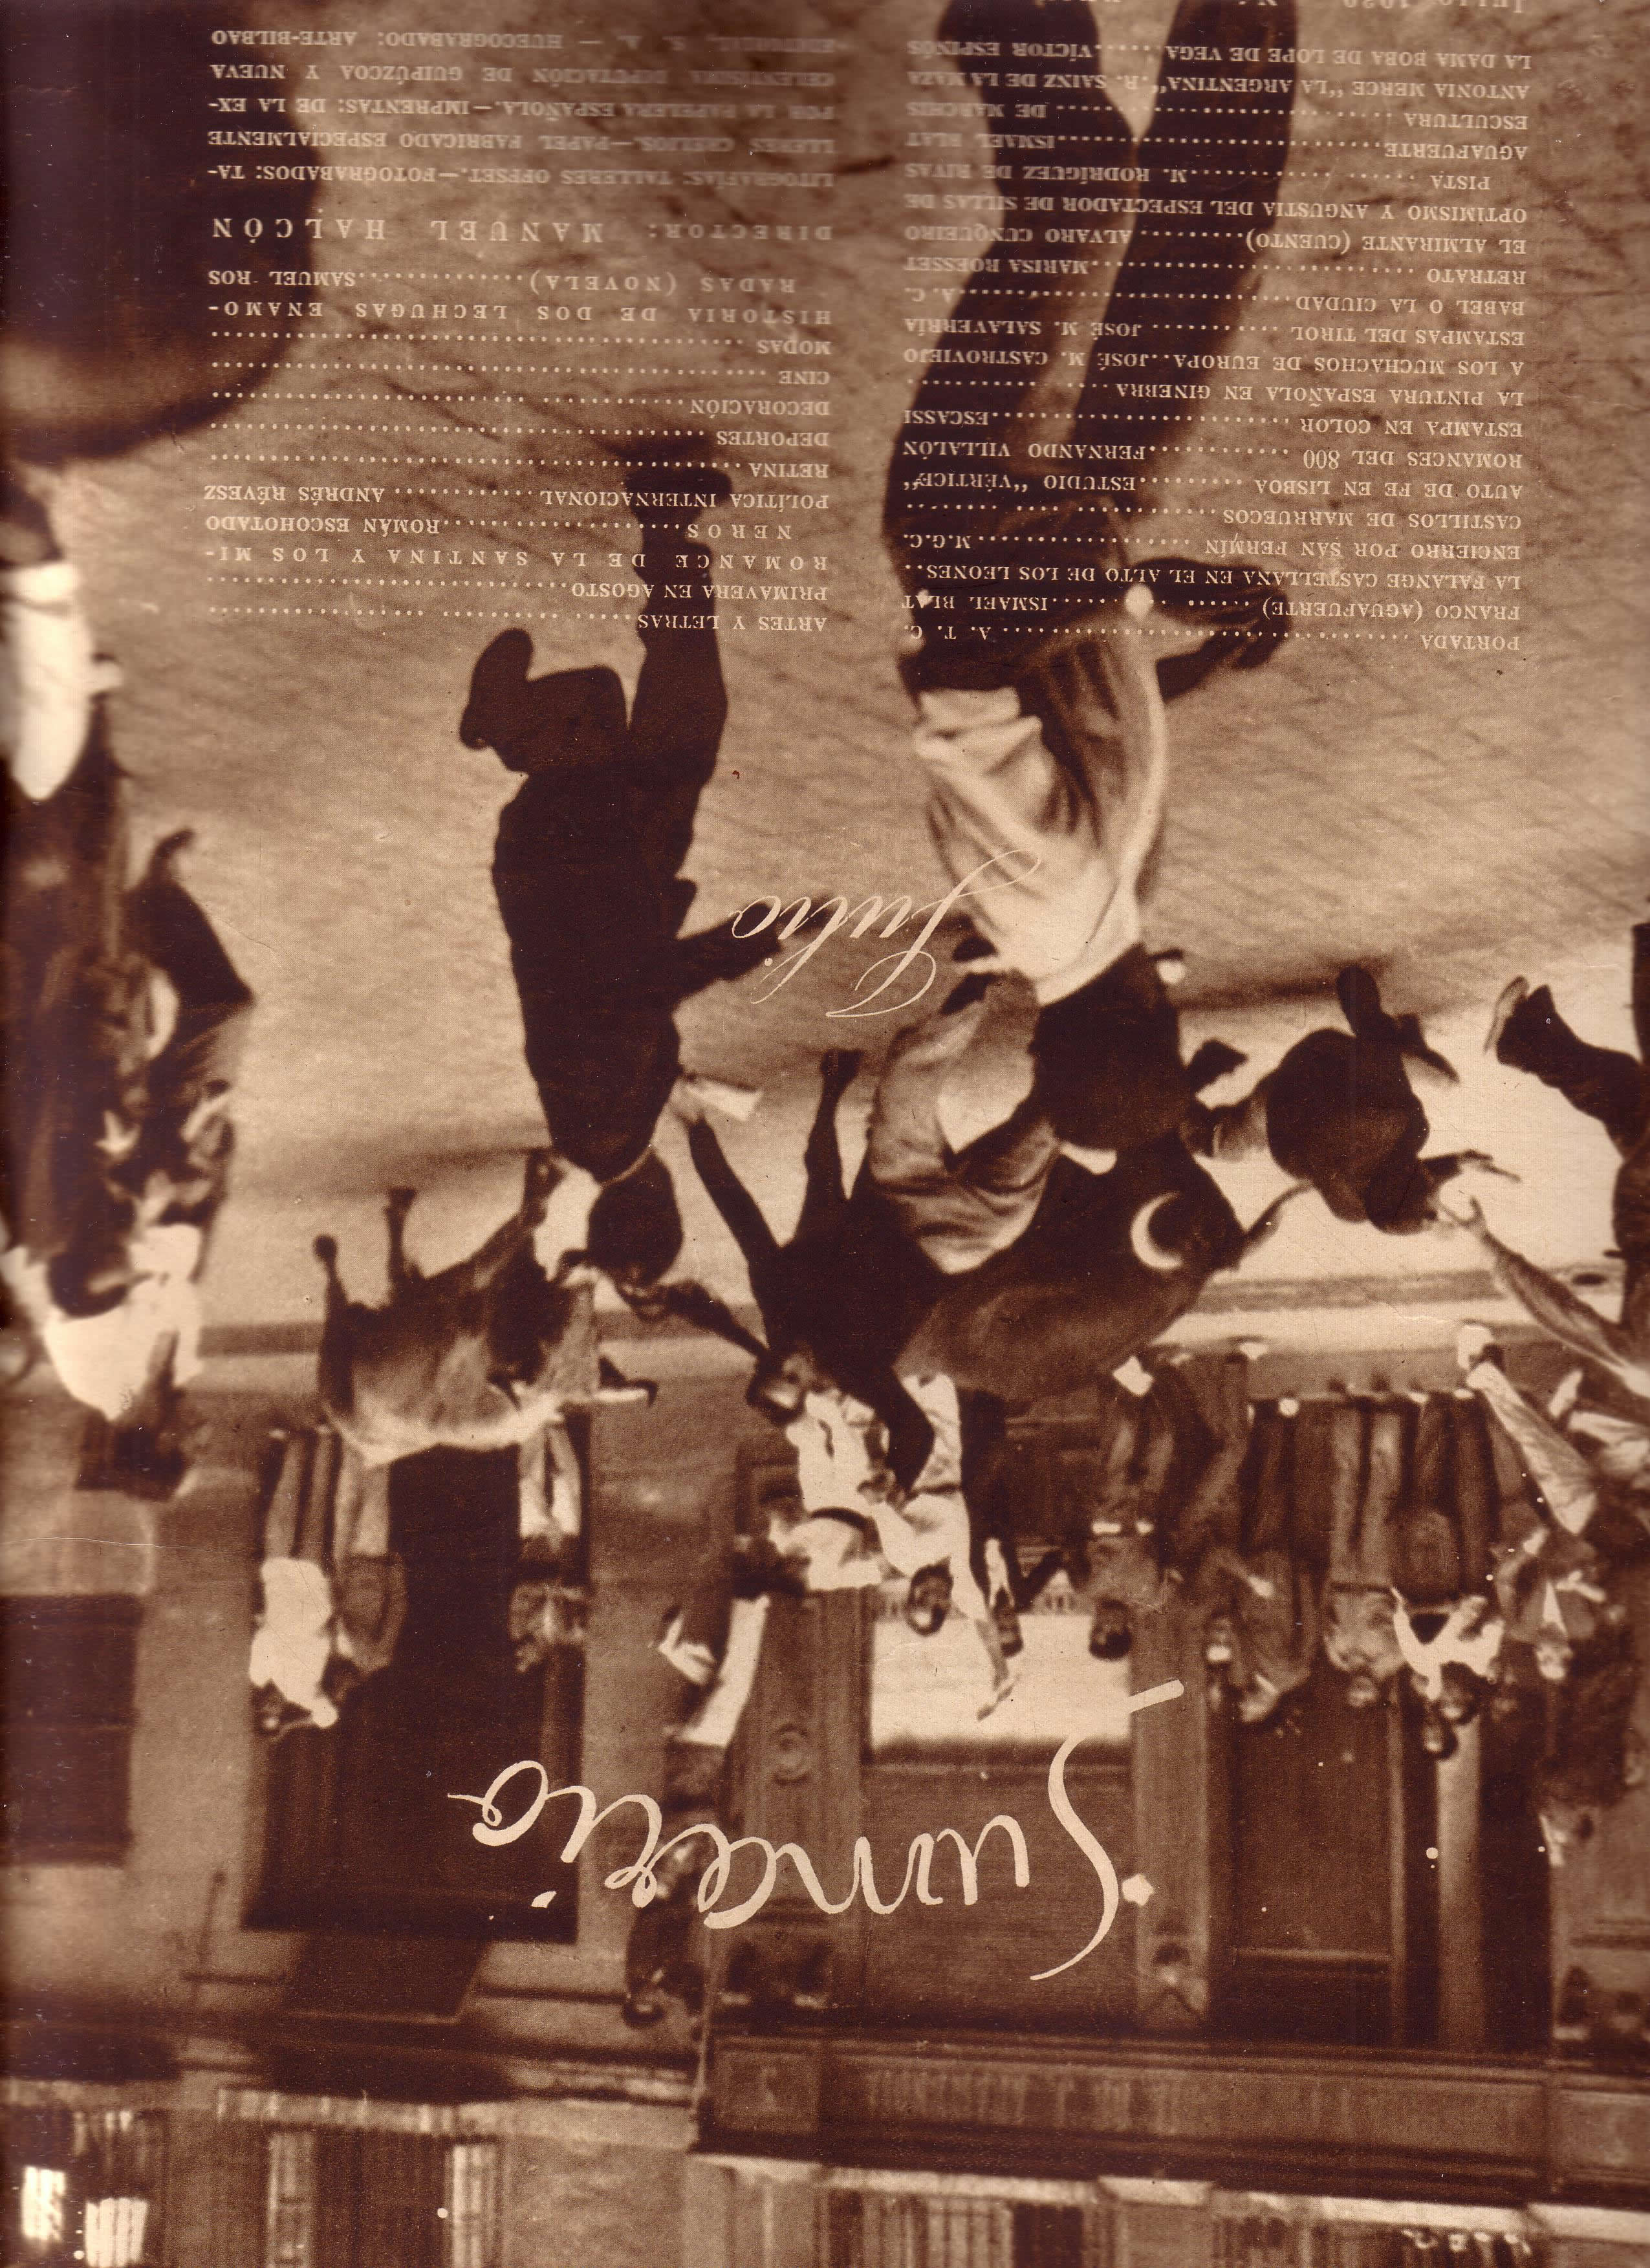 Sumario
Julio
PORTADA .......... A. T. C.
FRANCO (AGUAFUERTE) .......... ISMAEL BLAT
LA FALANGE CASTELLANA EN EL ALTO DE LOS LEONES..
ENCIERRO POR SAN FERMÍN .......... M.G.C.
CASTILLOS DE MARRUECOS ..........
AUTO DE FE EN LISBOA .......... ESTUDIO "VÉRTICE"
ROMANCES DEL 800 .......... FERNANDO VILLALÓN
ESTAMPA EN COLOR .......... ESCASSI
LA PINTURA ESPAÑOLA EN GINEBRA ..........
A LOS MUCHACHOS DE EUROPA..JOSÉ M. CASTROVIEJO
ESTAMPAS DEL TIROL .......... JOSÉ M. SALAVERRÍA
BABEL O LA CIUDAD .......... A. C.
RETRATO .......... MARISA ROESSET
EL ALMIRANTE (CUENTO) .......... ALVARO CUNQUEIRO
OPTIMISMO Y ANGUSTIA DEL ESPECTADOR DE SILLAS DE
PISTA .......... M. RODRÍGUEZ DE RIVAS
AGUAFUERTE .......... ISMAEL BLAT
ESCULTURA .......... DE MARCHIS
ANTONIA MERCE "LA ARGENTINA". R. SAINZ DE LA MAZA
LA DAMA BOBA DE LOPE DE VEGA ...... VÍCTOR ESPINÓS
ARTES Y LETRAS ..........
PRIMAVERA EN AGOSTO ..........
ROMANCE DE LA SANTINA Y LOS MI-
NEROS .......... ROMÁN ESCOHOTADO
POLÍTICA INTERNACIONAL .......... ANDRÉS RÉVÉSZ
RETINA ..........
DEPORTES ..........
DECORACIÓN ..........
CINE ..........
MODAS ..........
HISTORIA DE DOS LECHUGAS ENAMO-
RADAS (NOVELA) .......... SAMUEL ROS
DIRECTOR: MANUEL HALCÓN
LITOGRAFÍAS: TALLERES OFFSET.—FOTOGRABADOS: TA-
LLERES CRELIOS.—PAPEL FABRICADO ESPECIALMENTE
POR LA PAPELERA ESPAÑOLA.—IMPRENTAS: DE LA EX-
CELENTÍSIMA DIPUTACIÓN DE GUIPÚZCOA Y NUEVA
EDITORIAL, S. A. — HUECOGRABADO: ARTE-BILBAO